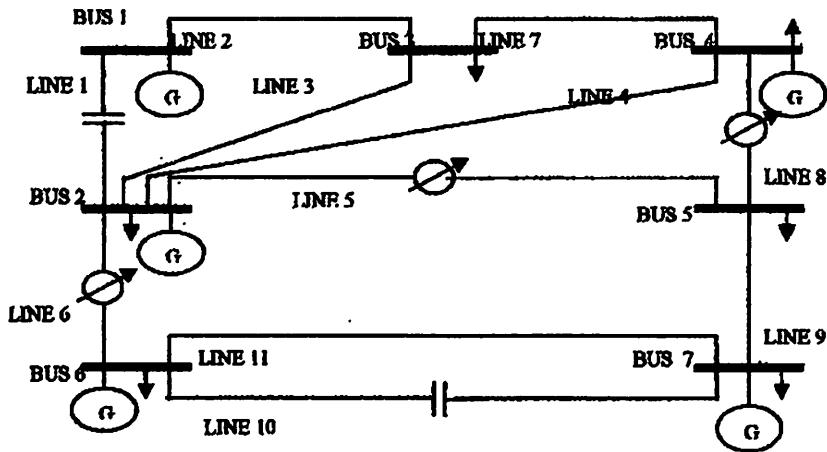 BUS 1
LINE 2
BUS 3
LINE 7
BUS 4
LINE 1
G
LINE 3
LINE 4
G
BUS 2
LINE 5
LINE 8
BUS 5
G
LINE 6
LINE 9
BUS 6
LINE 11
BUS 7
G
LINE 10
G